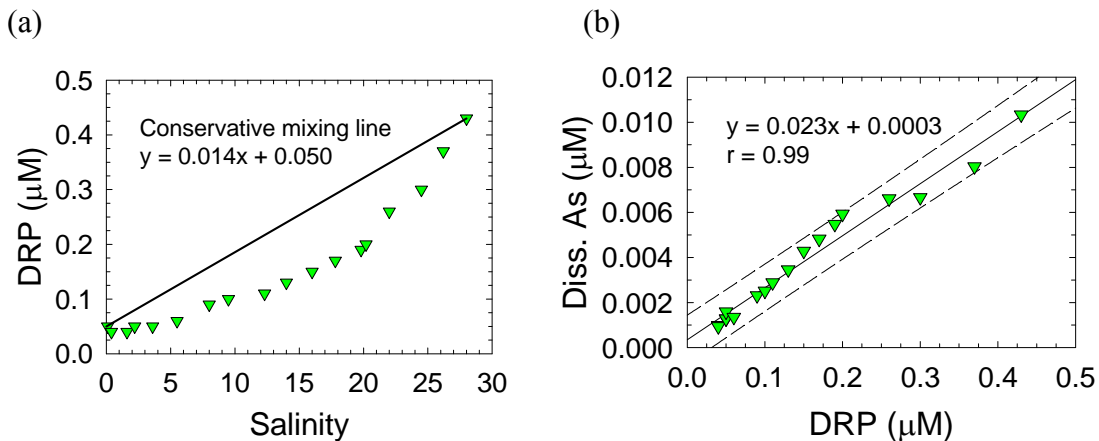 (a)
(b)
0.5
0.4
0.3
0.2
0.1
0.0
DRP (μM)
Conservative mixing line
y = 0.014x + 0.050
0 5 10 15 20 25 30
Salinity
0.012
0.010
0.008
0.006
0.004
0.002
0.000
Diss. As (μM)
y = 0.023x + 0.0003
r = 0.99
0.0 0.1 0.2 0.3 0.4 0.5
DRP (μM)